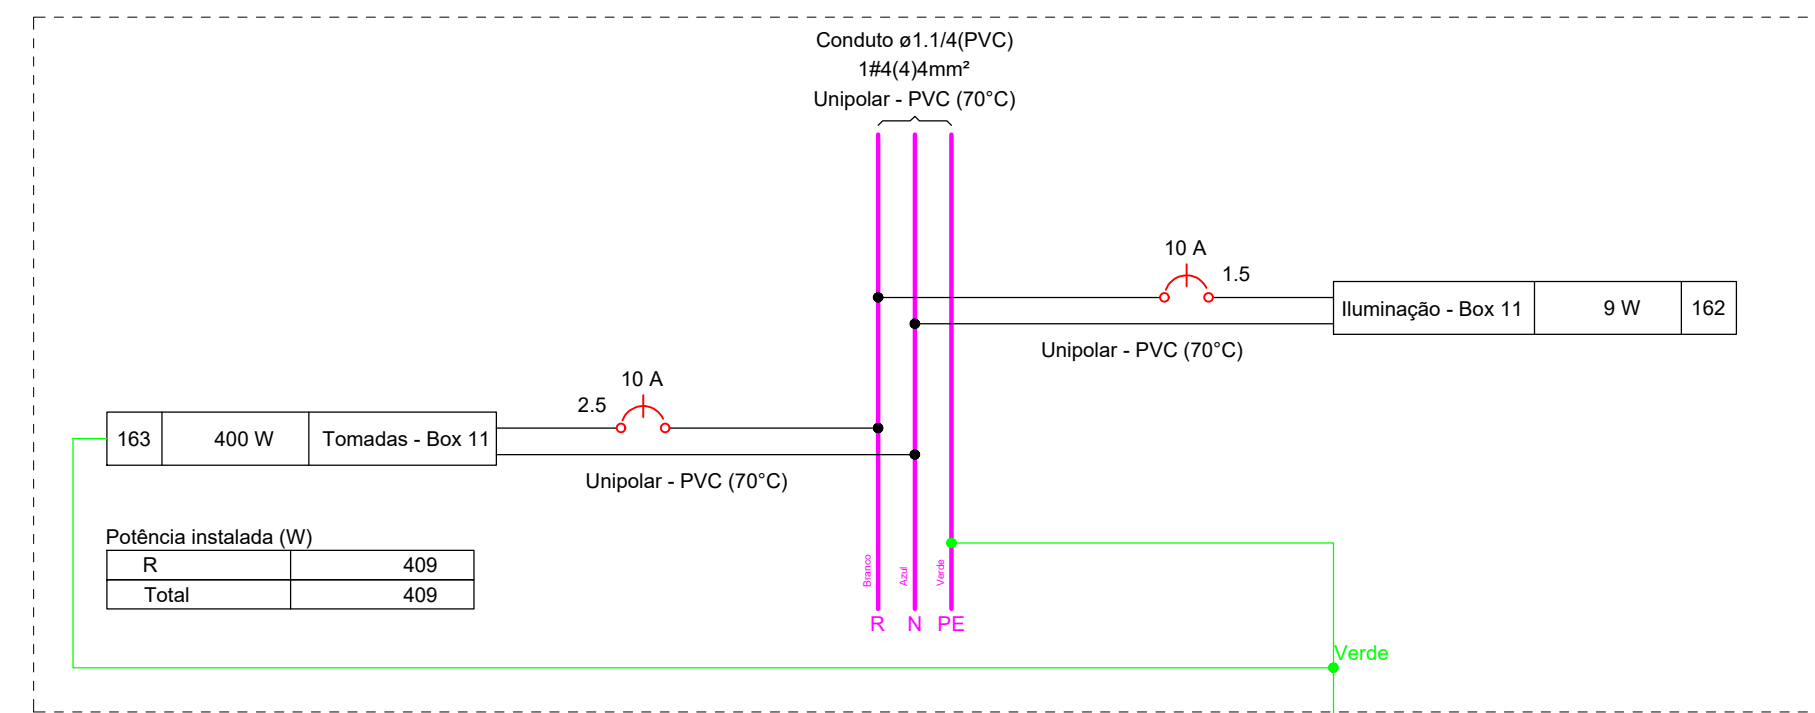 Conduto ø1.1/4(PVC)
1#4(4)4mm²
Unipolar - PVC (70°C)
10 A
1.5
Iluminação - Box 11 9 W 162
Unipolar - PVC (70°C)
10 A
2.5
163 400 W Tomadas - Box 11
Unipolar - PVC (70°C)
Potência instalada (W)
R 409
Total 409
Branco
Azul
Verde
R N PE
Verde